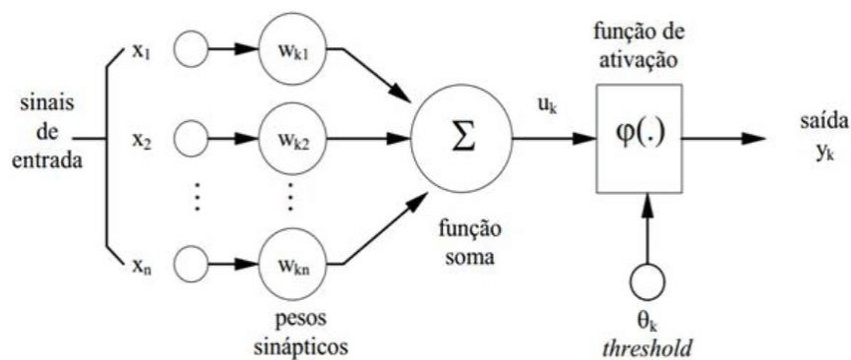 sinais
de
entrada
x1
x2
⋮
xn
wk1
wk2
⋮
wkn
pesos
sinápticos
Σ
função
soma
uk
função de
ativação
φ(.)
θk
threshold
saída
yk